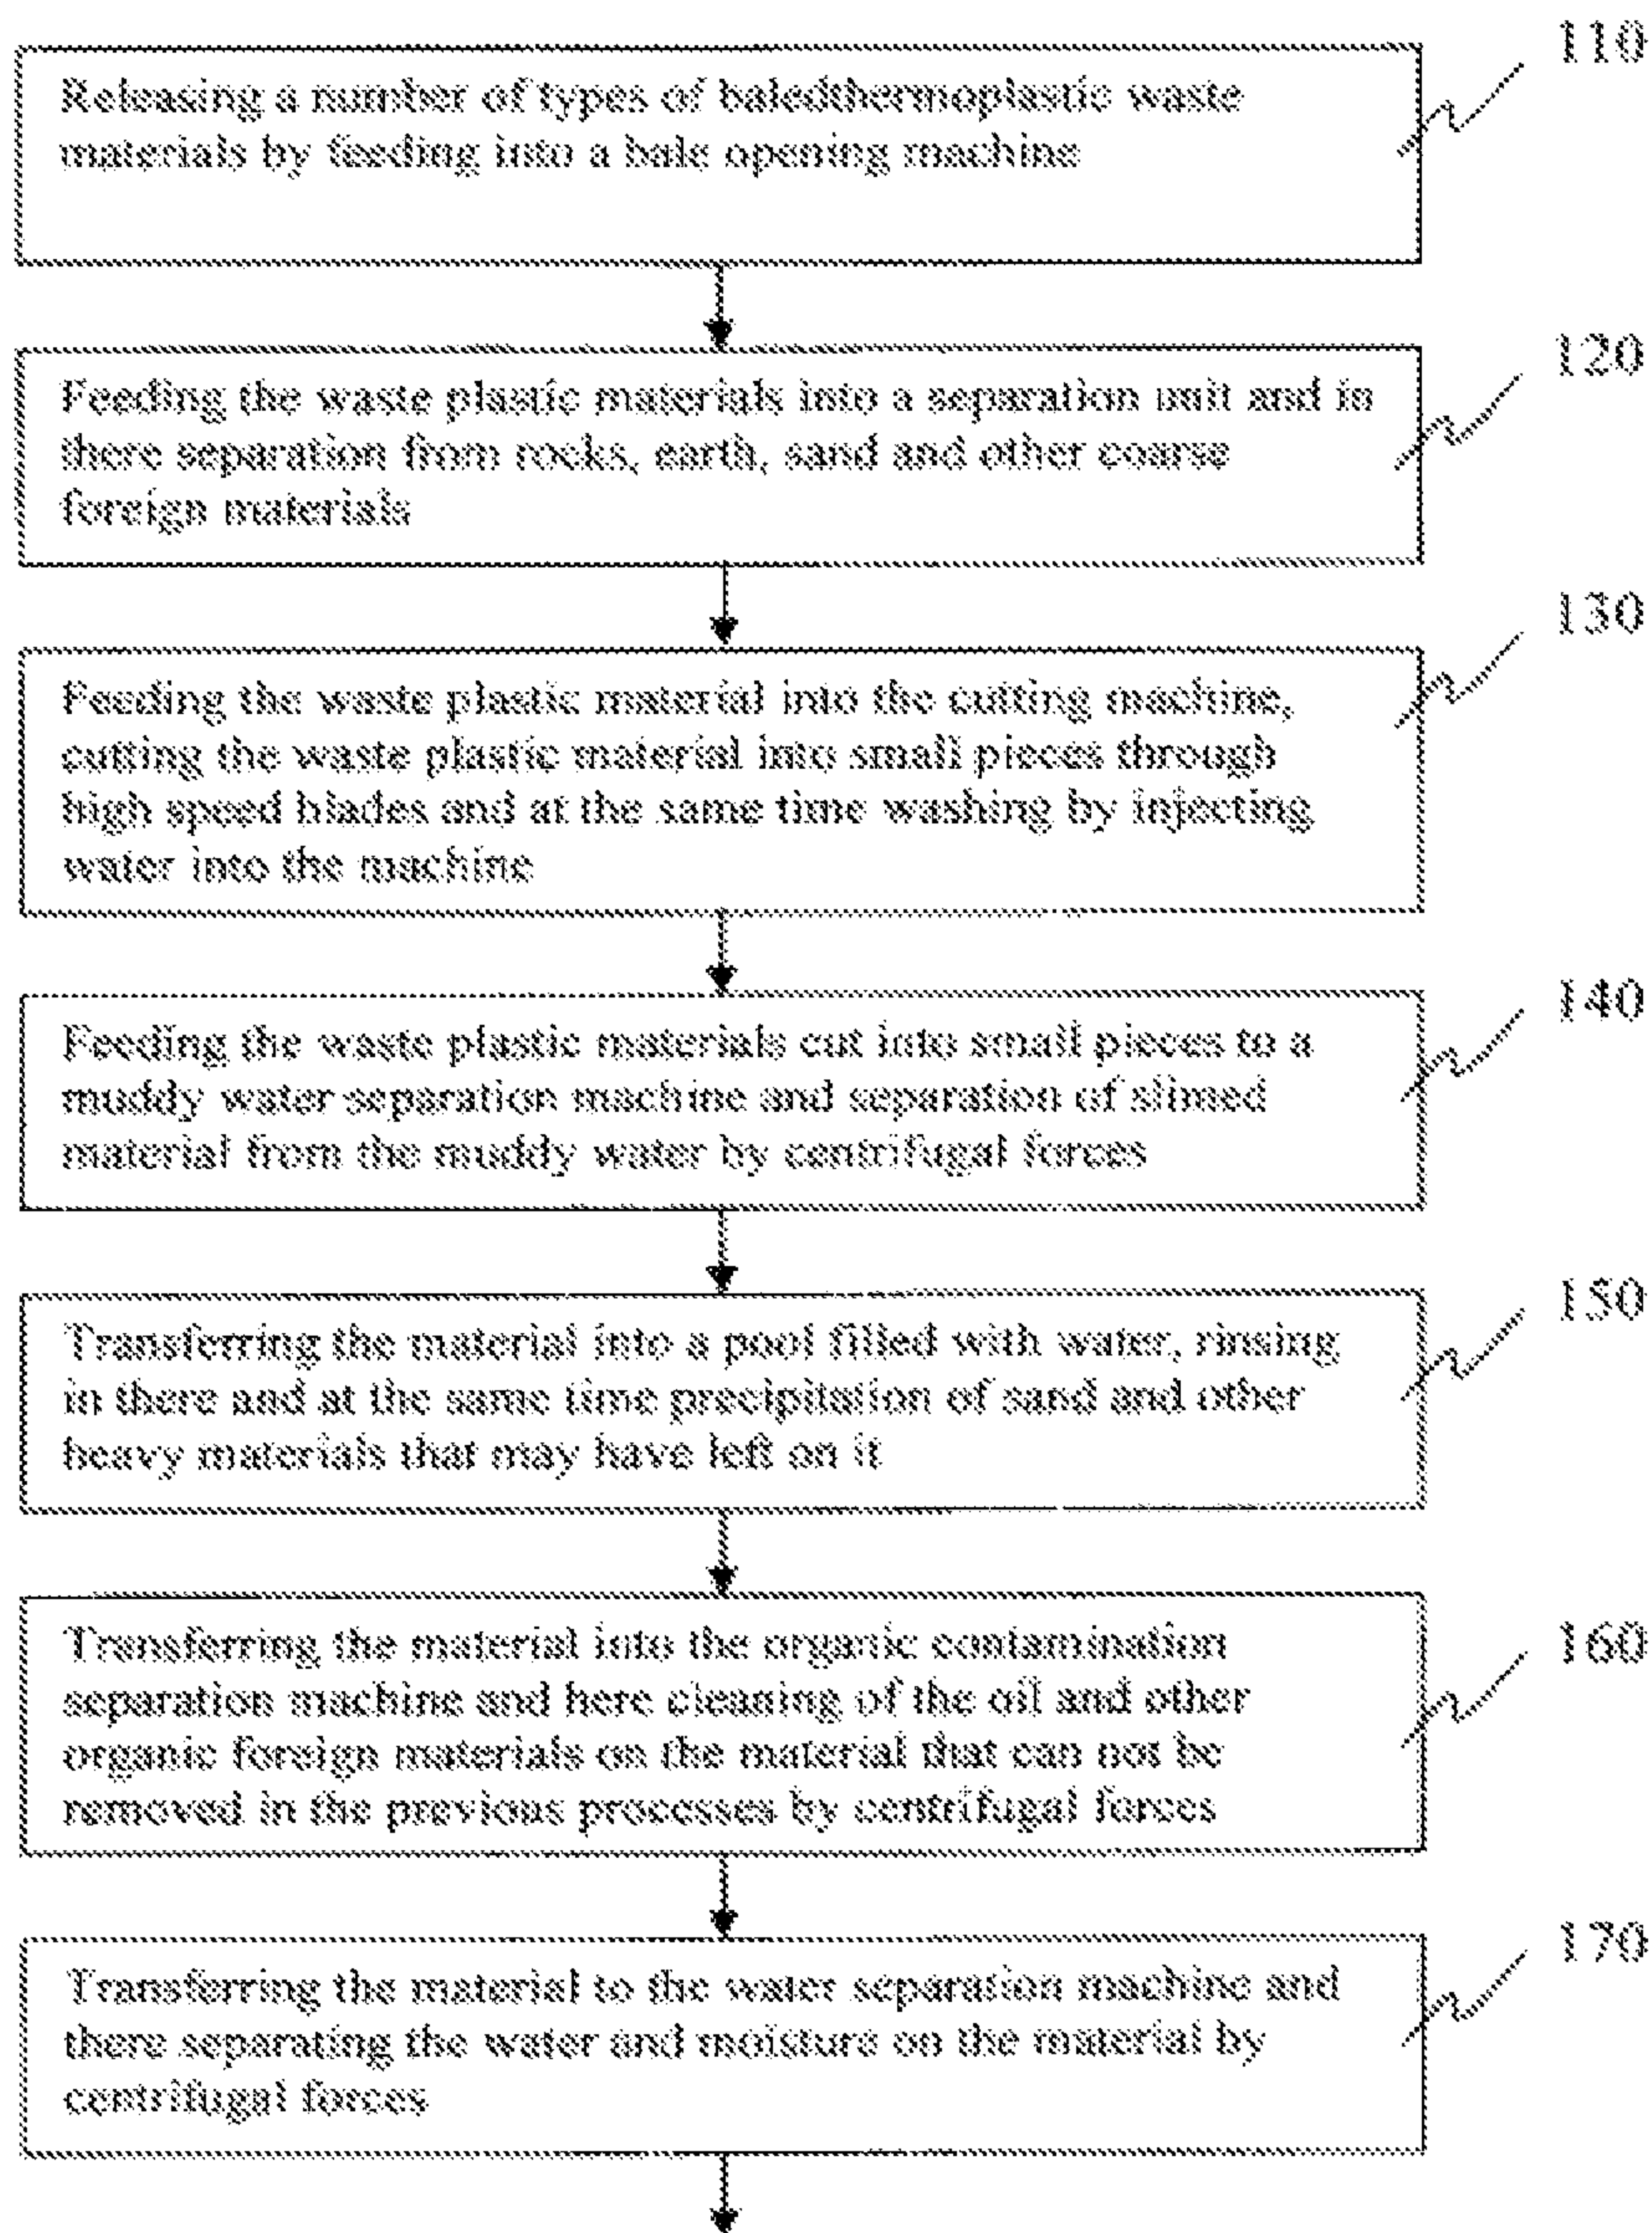 110
Releasing a number of types of baledthermoplastic waste
materials by feeding into a bale opening machine
120
Feeding the waste plastic materials into a separation unit and in
there separation from rocks, earth, sand and other coarse
foreign materials
130
Feeding the waste plastic material into the cutting machine,
cutting the waste plastic material into small pieces through
high speed blades and at the same time washing by injecting
water into the machine
140
Feeding the waste plastic materials cut into small pieces to a
muddy water separation machine and separation of slimed
material from the muddy water by centrifugal forces
150
Transferring the material into a pool filled with water, rinsing
in there and at the same time precipitation of sand and other
heavy materials that may have left on it
160
Transferring the material into the organic contamination
separation machine and here cleaning of the oil and other
organic foreign materials on the material that can not be
removed in the previous processes by centrifugal forces
170
Transferring the material to the water separation machine and
there separating the water and moisture on the material by
centrifugal forces